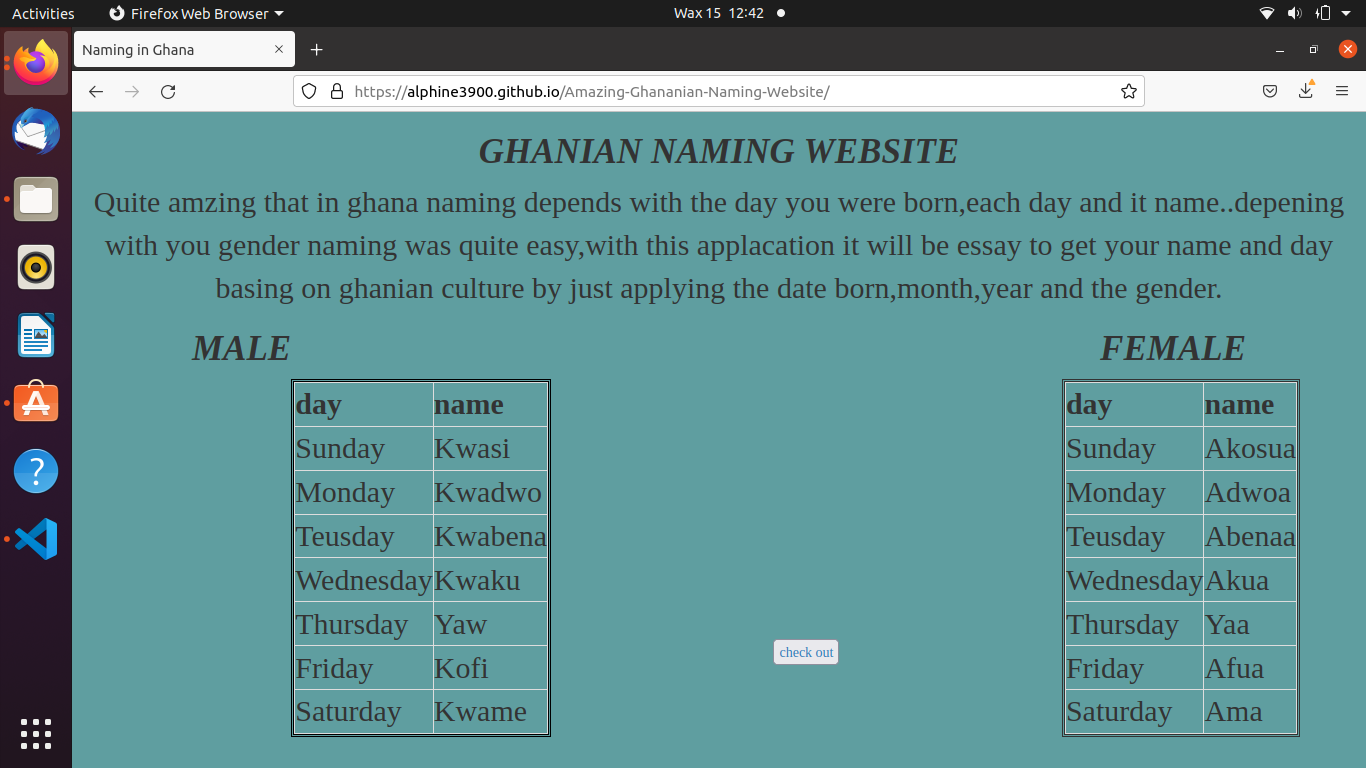 Activities Firefox Web Browser Wax 15 12:42
Naming in Ghana
https://alphine3900.github.io/Amazing-Ghananian-Naming-Website/
GHANIAN NAMING WEBSITE
Quite amzing that in ghana naming depends with the day you were born,each day and it name..depening
with you gender naming was quite easy,with this applacation it will be essay to get your name and day
basing on ghanian culture by just applying the date born,month,year and the gender.
MALE
day name
Sunday Kwasi
Monday Kwadwo
Teusday Kwabena
Wednesday Kwaku
Thursday Yaw
Friday Kofi
Saturday Kwame
check out
FEMALE
day name
Sunday Akosua
Monday Adwoa
Teusday Abenaa
Wednesday Akua
Thursday Yaa
Friday Afua
Saturday Ama